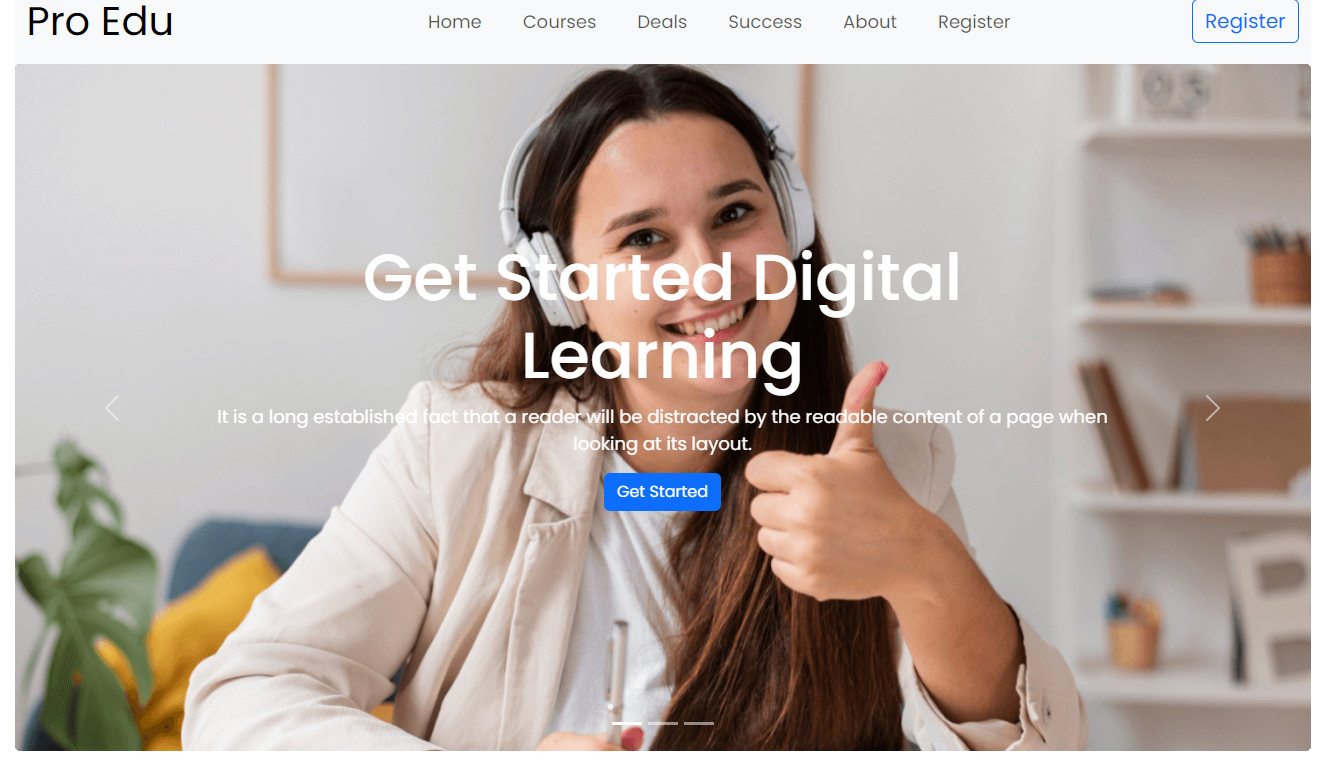 Pro Edu
Home Courses Deals Success About Register
Register
03
Get Started Digital
Learning
It is a long established fact that a reader will be distracted by the readable content of a page when
looking at its layout.
Get Started